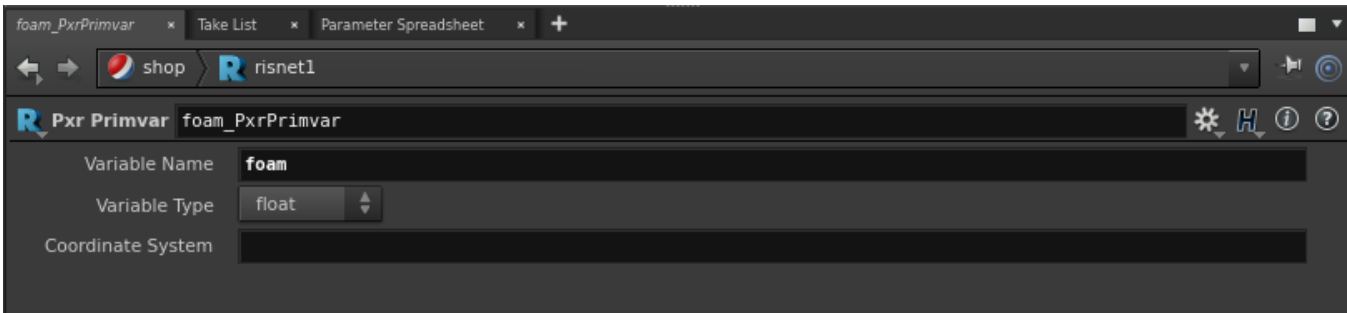 foam_PxrPrimvar × Take List × Parameter Spreadsheet × +
shop R risnet1
R Pxr Primvar foam_PxrPrimvar H i ?
Variable Name foam
Variable Type float
Coordinate System